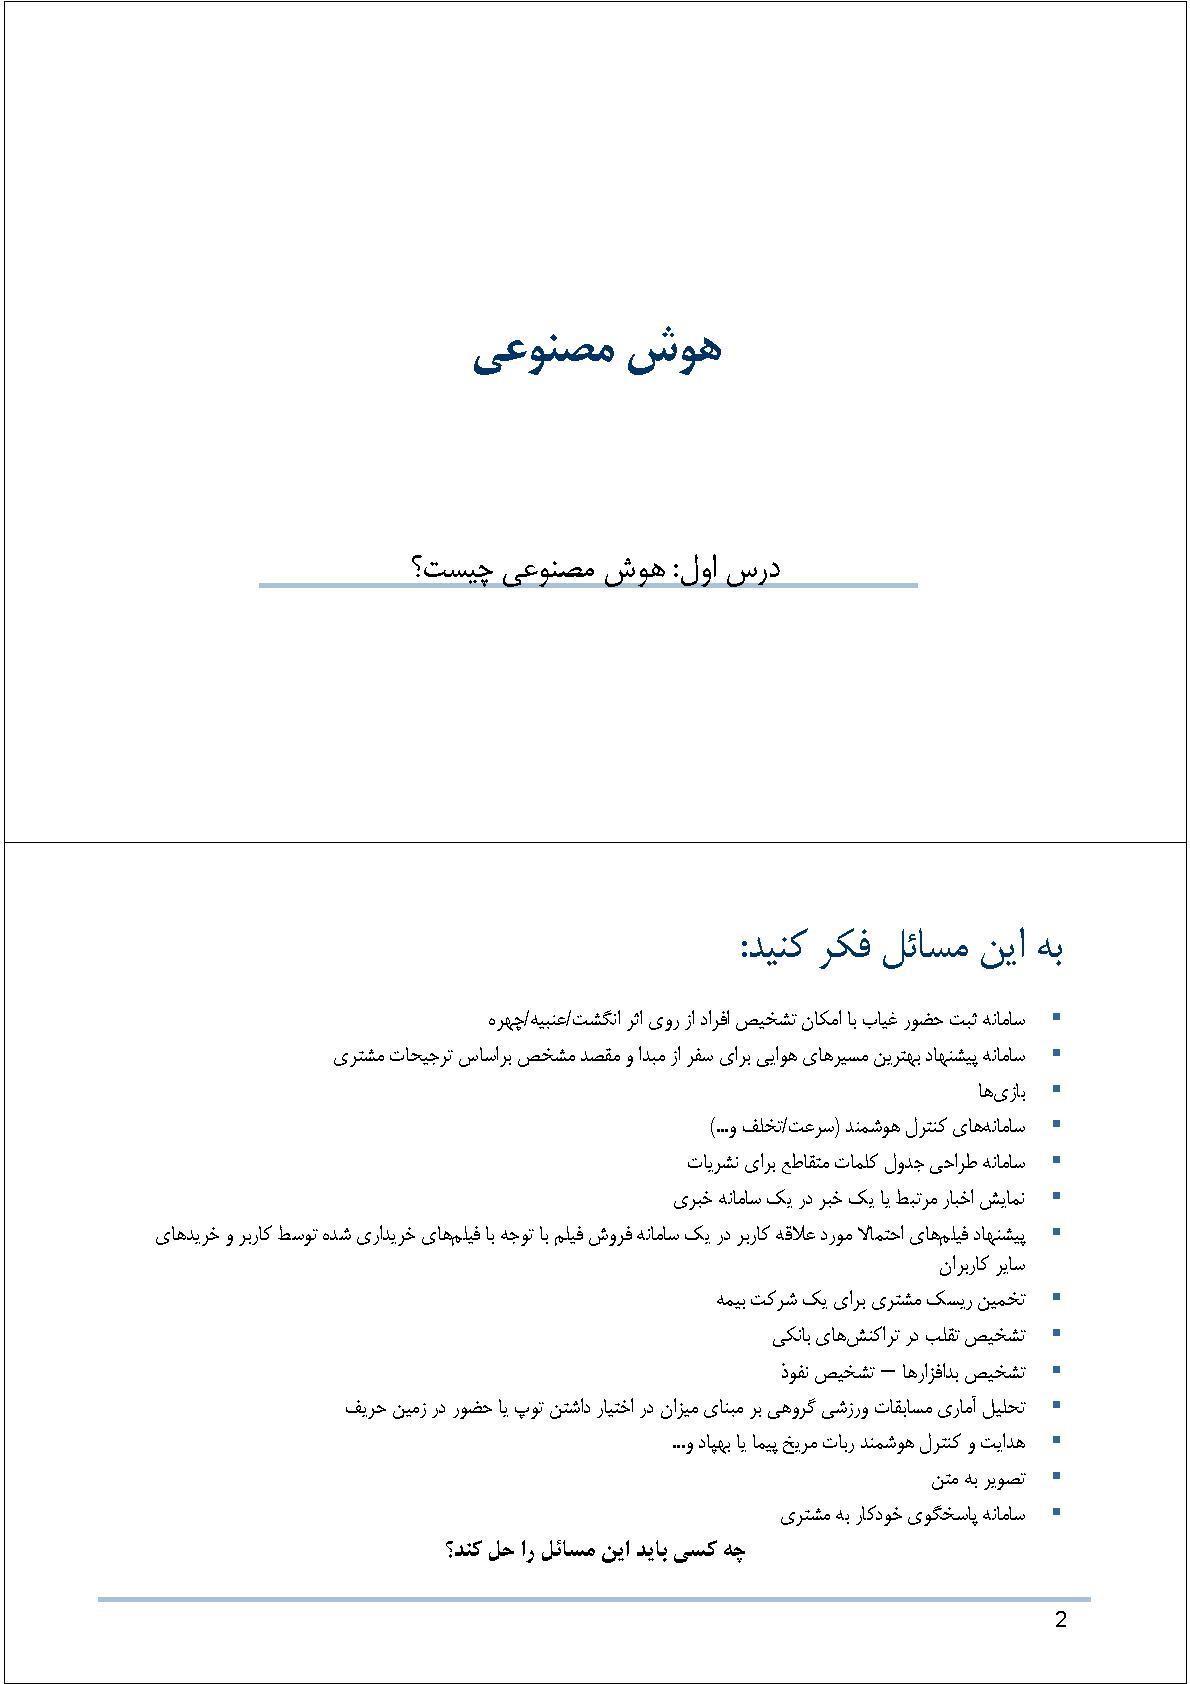 هوش مصنوعی
درس اول: هوش مصنوعی چیست؟
به این مسائل فکر کنید:
▪ سامانه ثبت حضور غیاب با امکان تشخیص افراد از روی اثر انگشت/عنبیه/چهره
▪ سامانه پیشنهاد بهترین مسیرهای هوایی برای سفر از مبدا و مقصد مشخص براساس ترجیحات مشتری
▪ بازی‌ها
▪ سامانه‌های کنترل هوشمند (سرعت/تخلف و...)
▪ سامانه طراحی جدول کلمات متقاطع برای نشریات
▪ نمایش اخبار مرتبط یا یک خبر در یک سامانه خبری
▪ پیشنهاد فیلم‌های احتمالا مورد علاقه کاربر در یک سامانه فروش فیلم با توجه با فیلم‌های خریداری شده توسط کاربر و خریدهای
سایر کاربران
▪ تخمین ریسک مشتری برای یک شرکت بیمه
▪ تشخیص تقلب در تراکنش‌های بانکی
▪ تشخیص بدافزارها – تشخیص نفوذ
▪ تحلیل آماری مسابقات ورزشی گروهی بر مبنای میزان در اختیار داشتن توپ یا حضور در زمین حریف
▪ هدایت و کنترل هوشمند ربات مریخ پیما یا بهپاد و...
▪ تصویر به متن
▪ سامانه پاسخگوی خودکار به مشتری
چه کسی باید این مسائل را حل کند؟
2